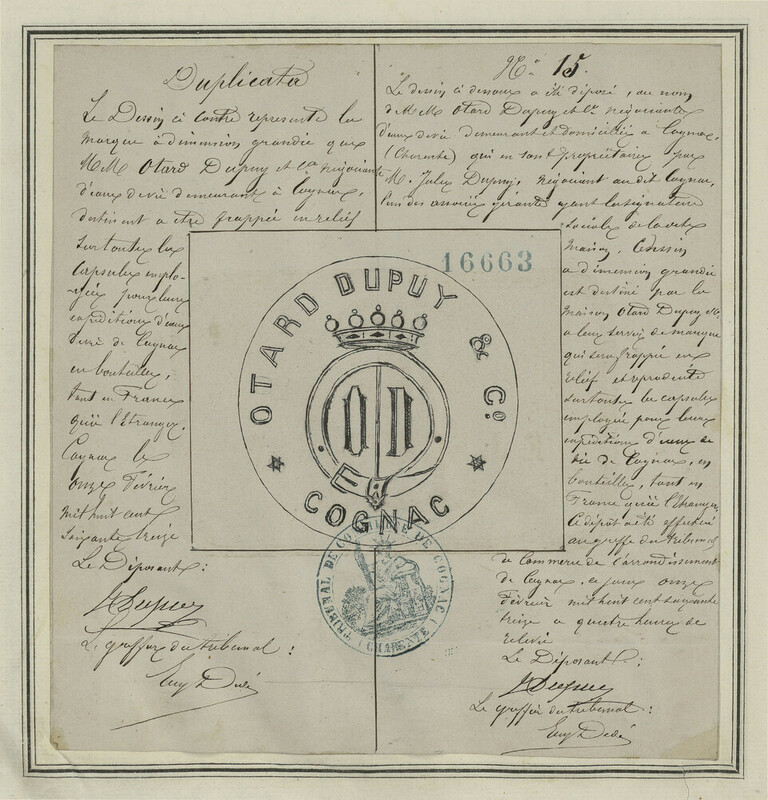 Duplicata
Le Dessin ci contre représente la
marque à dimension grandie que
MM Otard Dupuy et Cie négociants
d'eaux de vie demeurant à Cognac,
destinent a être frappée en relief
sur toutes les
capsules emplo-
-yées pour leurs
expéditions d'eaux
de vie de Cognac
en bouteilles,
tant en France
qu'à l'Etranger.
Cognac le
onze Février
mil huit cent
soixante treize
Le Déposant :
Dupuy
Le greffier du tribunal :
No 15.
Le dessin ci dessous a été déposé, au nom
de MM Otard Dupuy et Cie négociants
d'eaux de vie demeurant et domiciliés a Cognac,
(Charente) qui en sont propriétaires par
M. Jules Dupuy, négociant au dit Cognac,
l'un des associés gérants ayant la signature
sociale de la dite
maison. Ce dessin
a dimension grandie
est destiné par la
maison Otard Dupuy & Co
a leur servir de marque
qui sera frappée en
relief et reproduite
sur toutes les capsules
employées pour leurs
expéditions d'eaux de
vie de Cognac, en
bouteilles, tant en
France qu'à l'Etranger
Ce dépôt a été effectué
au greffe du tribunal
de Commerce de l'arrondissement
de Cognac, ce jour onze
Février mil huit cent soixante
treize a quatre heures de
relevée
Le Déposant :
Dupuy
Le greffier du tribunal :
16663
OTARD DUPUY & Co
OD
COGNAC
TRIBUNAL DE COMMERCE DE COGNAC
(CHARENTE)